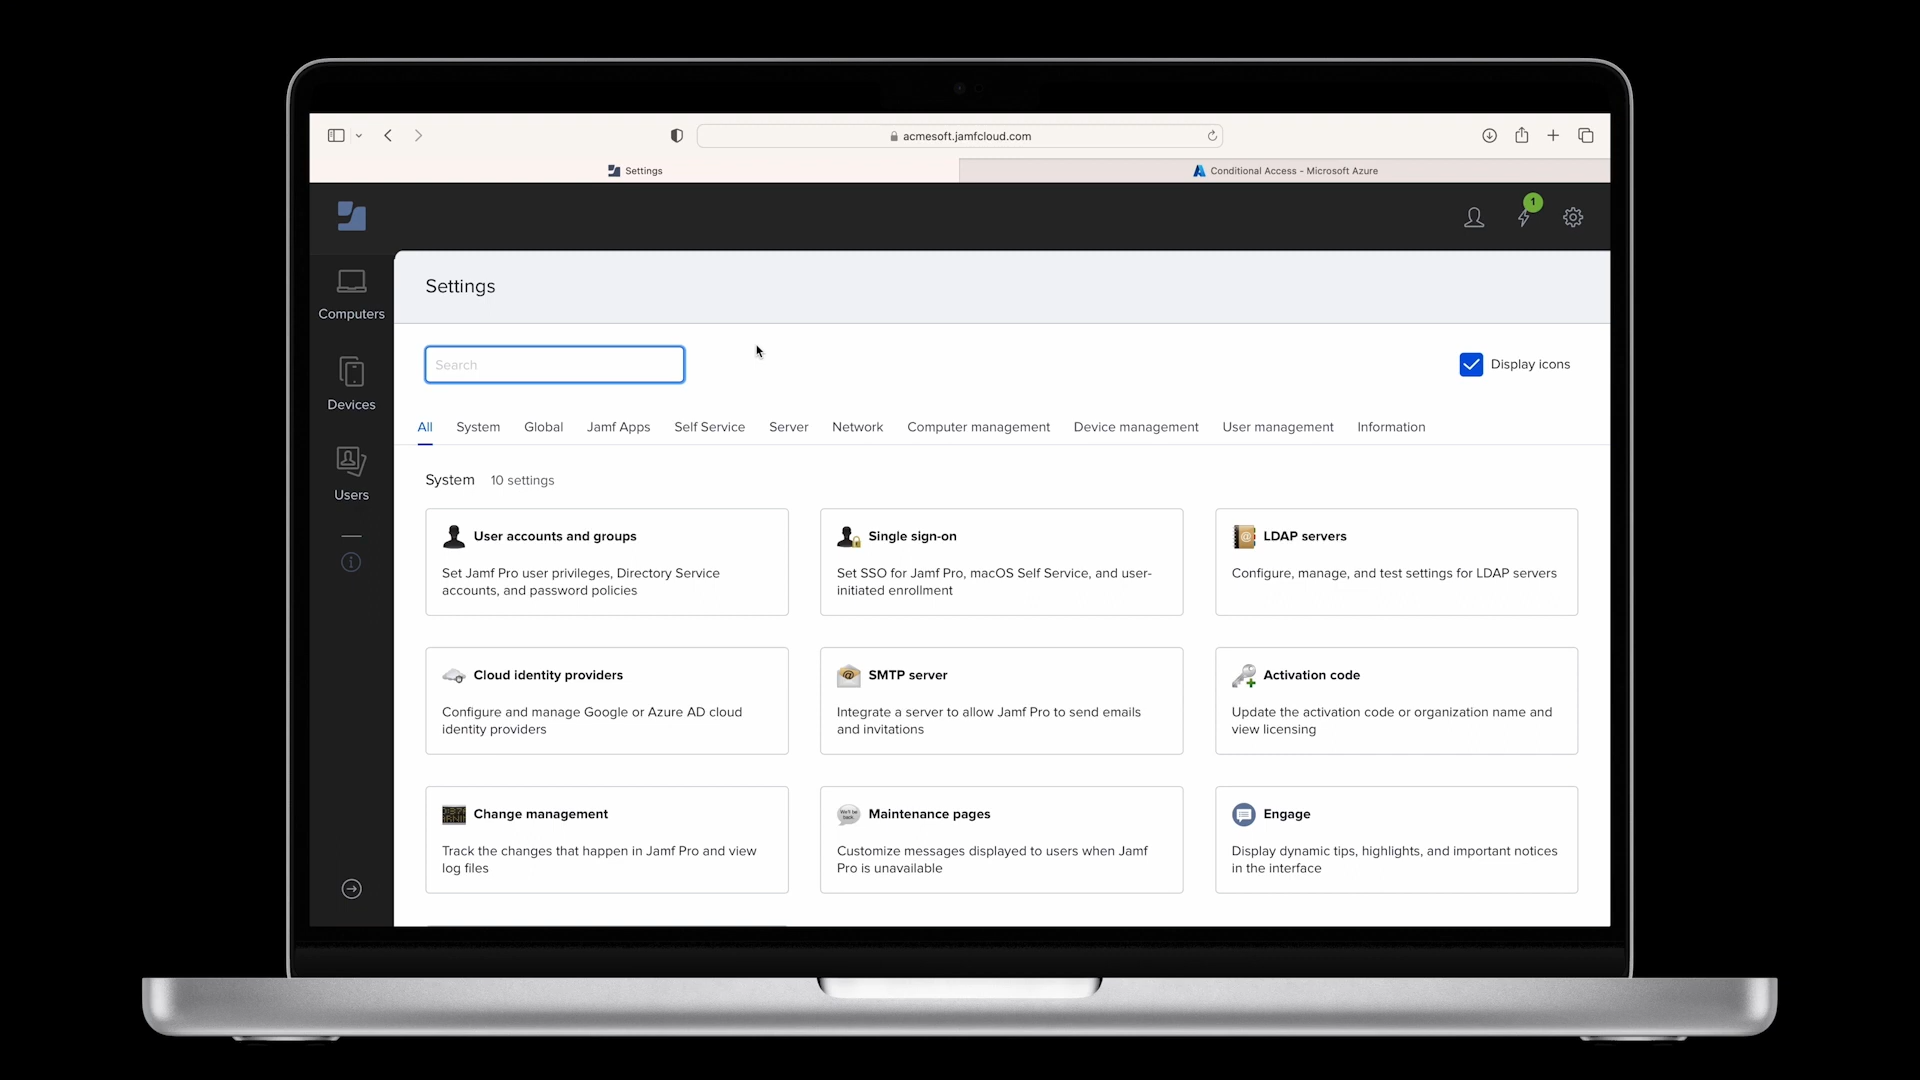 acmesoft.jamfcloud.com
Settings
Conditional Access - Microsoft Azure
1
Computers
Devices
Users
Settings
Search
Display icons
All System Global Jamf Apps Self Service Server Network Computer management Device management User management Information
System 10 settings
User accounts and groups
Set Jamf Pro user privileges, Directory Service
accounts, and password policies
Single sign-on
Set SSO for Jamf Pro, macOS Self Service, and user-
initiated enrollment
LDAP servers
Configure, manage, and test settings for LDAP servers
Cloud identity providers
Configure and manage Google or Azure AD cloud
identity providers
SMTP server
Integrate a server to allow Jamf Pro to send emails
and invitations
Activation code
Update the activation code or organization name and
view licensing
Change management
Track the changes that happen in Jamf Pro and view
log files
Maintenance pages
Customize messages displayed to users when Jamf
Pro is unavailable
Engage
Display dynamic tips, highlights, and important notices
in the interface